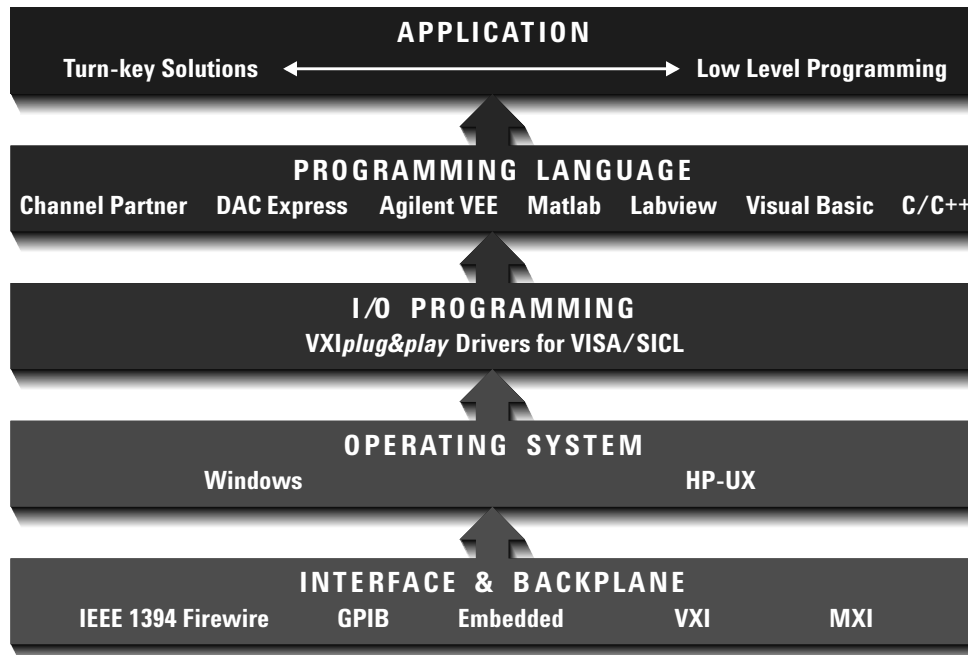 APPLICATION
Turn-key Solutions Low Level Programming
PROGRAMMING LANGUAGE
Channel Partner DAC Express Agilent VEE Matlab Labview Visual Basic C/C++
I/O PROGRAMMING
VXIplug&play Drivers for VISA/SICL
OPERATING SYSTEM
Windows HP-UX
INTERFACE & BACKPLANE
IEEE 1394 Firewire GPIB Embedded VXI MXI